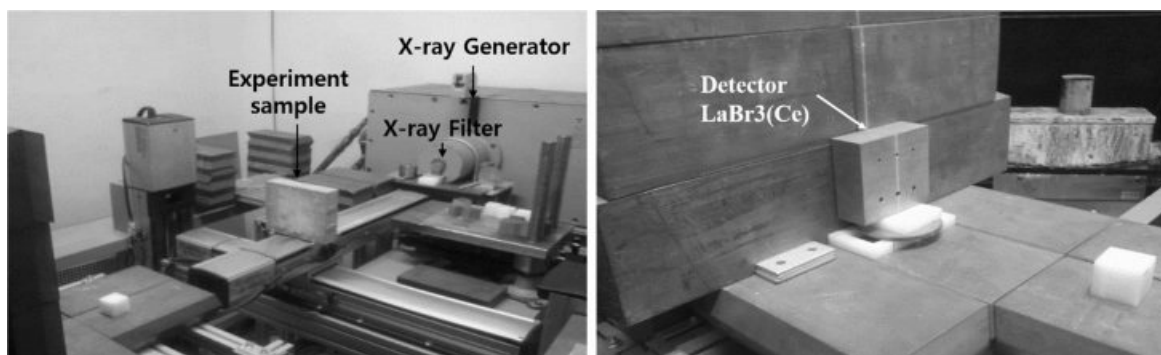 X-ray Generator
Experiment
sample
X-ray Filter
Detector
LaBr3(Ce)